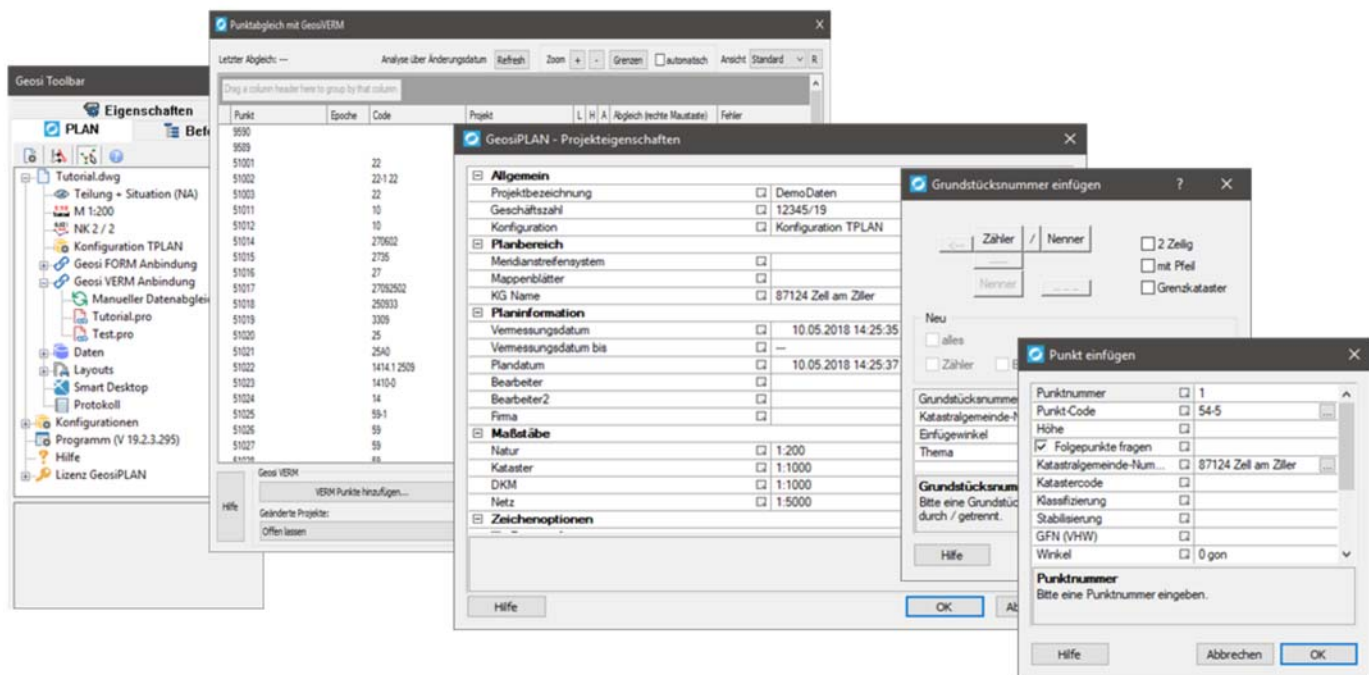 Geosi Toolbar
Eigenschaften
PLAN
Tutorial.dwg
Teilung + Situation (NA)
M 1:200
NK 2 / 2
Konfiguration TPLAN
Geosi FORM Anbindung
Geosi VERM Anbindung
Tutorial.pro
Test.pro
Daten
Layouts
Smart Desktop
Protokoll
Konfigurationen
Programm (V 19.2.3.295)
Hilfe
Lizenz GeosiPLAN
Punktabgleich mit GeosiVERM
Letzter Abgleich: ---
Analyse über Änderungsdatum Refresh Zoom + - Grenzen automatisch Ansicht Standard R
Drag a column header here to group by that column
Punkt Epoche Code Projekt L H A Abgleich (rechte Maustaste) Fehler
9590
9589
51001 22
51002 22-1 22
51003 22
51011 10
51012 10
51014 270602
51015 2735
51016 27
51017 27092502
51018 250933
51019 3309
51020 25
51021 25A0
51022 1414.1 2509
51023 1410-0
51024 14
51025 59-1
51026 59
51027 59
51028 59
Geosi VERM
VERM Punkte hinzufügen...
Hilfe
Geänderte Projekte:
Offen lassen
GeosiPLAN - Projekteigenschaften
Allgemein
Projektbezeichnung DemoDaten
Geschäftszahl 12345/19
Konfiguration Konfiguration TPLAN
Planbereich
Meridianstreifensystem
Mappenblätter
KG Name 87124 Zell am Ziller
Planinformation
Vermessungsdatum 10.05.2018 14:25:35
Vermessungsdatum bis ---
Plandatum 10.05.2018 14:25:37
Bearbeiter
Bearbeiter2
Firma
Maßstäbe
Natur 1:200
Kataster 1:1000
DKM 1:1000
Netz 1:5000
Zeichenoptionen
Hilfe
OK
Grundstücksnummer einfügen ?
<-- Zähler / Nenner
Nenner
2 Zeilig
mit Pfeil
Grenzkataster
Neu
alles
Zähler
Grundstücksnummer
Einfügewinkel
Thema
Bitte eine
durch / getrennt.
Hilfe
Punkt einfügen
Punktnummer 1
Punkt-Code 54-5 ...
Höhe
Folgepunkte fragen
Katastralgemeinde-Num... 87124 Zell am Ziller ...
Katastercode
Klassifizierung
Stabilisierung
GFN (VHW)
Winkel 0 gon
Punktnummer
Bitte eine Punktnummer eingeben.
Hilfe
Abbrechen
OK